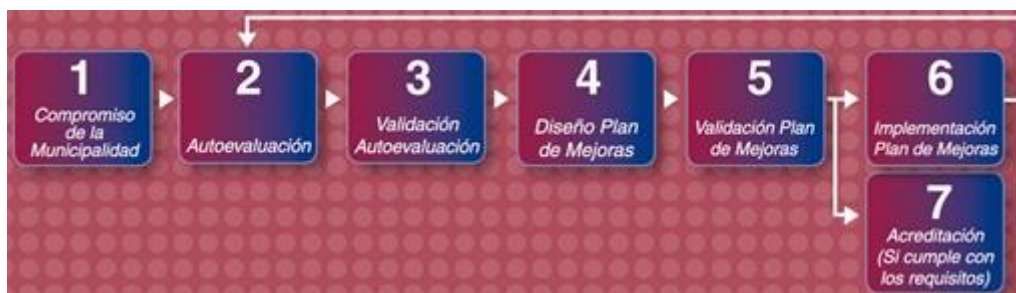 1
Compromiso
de la
Municipalidad
2
Autoevaluación
3
Validación
Autoevaluación
4
Diseño Plan
de Mejoras
5
Validación Plan
de Mejoras
6
Implementación
Plan de Mejoras
7
Acreditación
(Si cumple con
los requisitos)